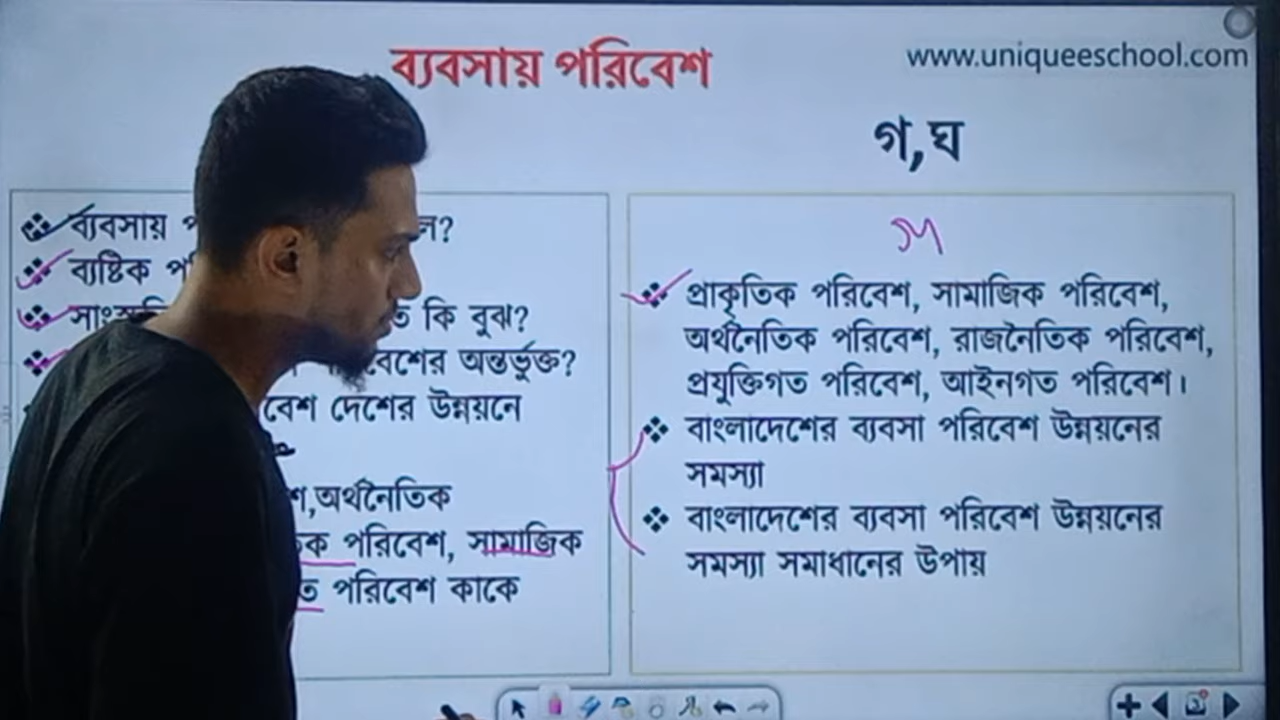 ব্যবসায় পরিবেশ
www.uniqueeschool.com
গ,ঘ
ব্যবসায়
ব্যষ্টিক
কি বুঝ?
অন্তর্ভুক্ত?
দেশের উন্নয়নে
অর্থনৈতিক
পরিবেশ, সামাজিক
পরিবেশ কাকে
প্রাকৃতিক পরিবেশ, সামাজিক পরিবেশ,
অর্থনৈতিক পরিবেশ, রাজনৈতিক পরিবেশ,
প্রযুক্তিগত পরিবেশ, আইনগত পরিবেশ।
বাংলাদেশের ব্যবসা পরিবেশ উন্নয়নের
সমস্যা
বাংলাদেশের ব্যবসা পরিবেশ উন্নয়নের
সমস্যা সমাধানের উপায়